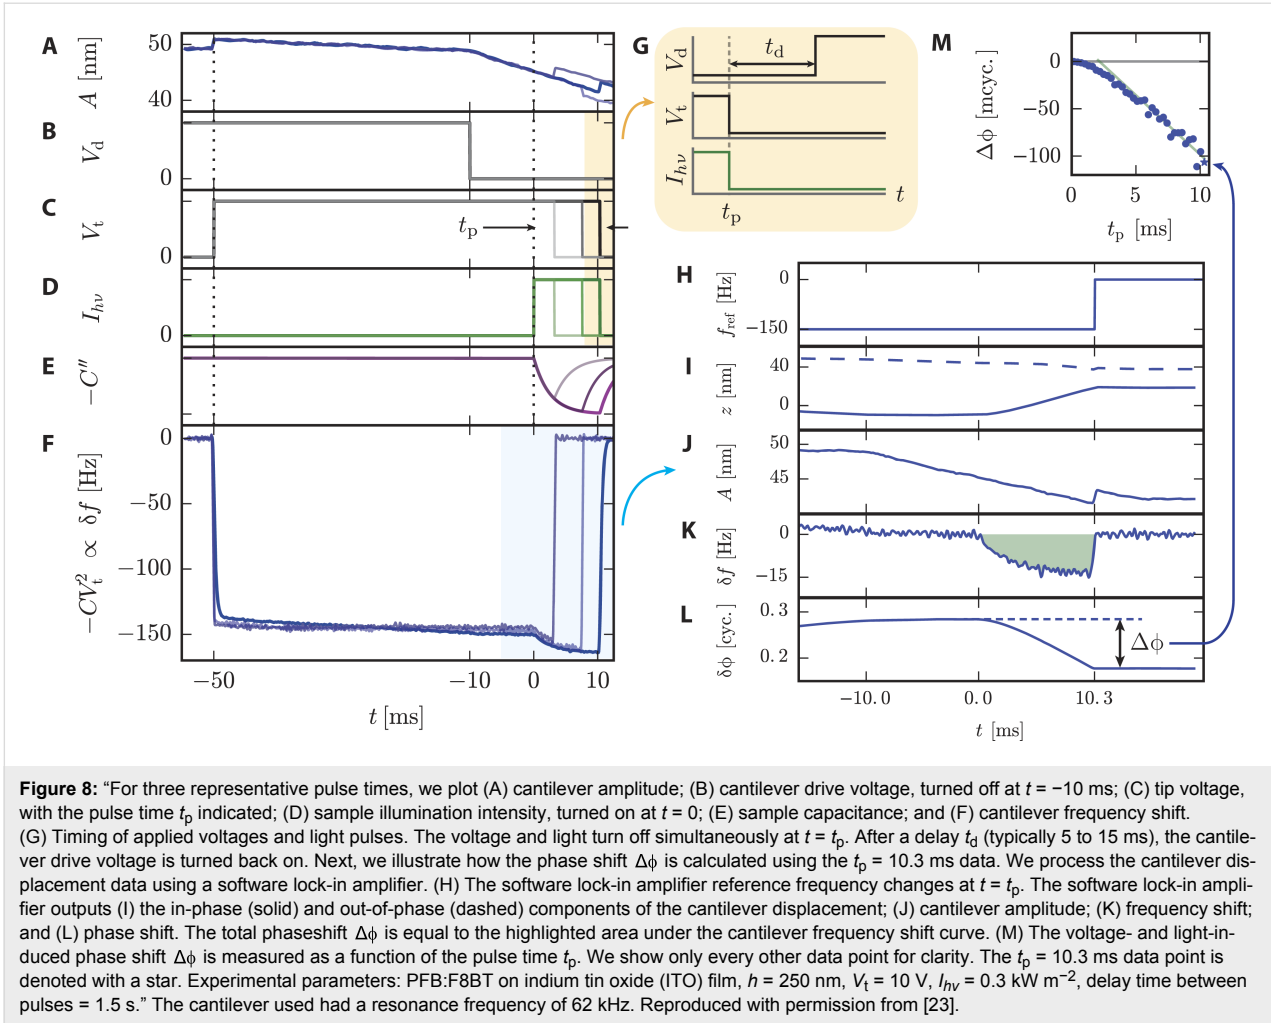 A
A [nm]
50
40
B
V_d
0
C
V_t
0
t_p
D
I_hν
0
E
−C″
F
−CV_t² ∝ δf [Hz]
0
−50
−100
−150
−50
−10
0
10
t [ms]
G
V_d
t_d
V_t
I_hν
t
t_p
M
Δϕ [mcyc.]
0
−50
−100
0
5
10
t_p [ms]
H
f_ref [Hz]
0
−150
I
z [nm]
40
0
J
A [nm]
50
45
K
δf [Hz]
0
−15
L
δϕ [cyc.]
0.3
0.2
Δϕ
−10.0
0.0
10.3
t [ms]
Figure 8: “For three representative pulse times, we plot (A) cantilever amplitude; (B) cantilever drive voltage, turned off at t = −10 ms; (C) tip voltage,
with the pulse time t_p indicated; (D) sample illumination intensity, turned on at t = 0; (E) sample capacitance; and (F) cantilever frequency shift.
(G) Timing of applied voltages and light pulses. The voltage and light turn off simultaneously at t = t_p. After a delay t_d (typically 5 to 15 ms), the cantile-
ver drive voltage is turned back on. Next, we illustrate how the phase shift Δϕ is calculated using the t_p = 10.3 ms data. We process the cantilever dis-
placement data using a software lock-in amplifier. (H) The software lock-in amplifier reference frequency changes at t = t_p. The software lock-in ampli-
fier outputs (I) the in-phase (solid) and out-of-phase (dashed) components of the cantilever displacement; (J) cantilever amplitude; (K) frequency shift;
and (L) phase shift. The total phaseshift Δϕ is equal to the highlighted area under the cantilever frequency shift curve. (M) The voltage- and light-in-
duced phase shift Δϕ is measured as a function of the pulse time t_p. We show only every other data point for clarity. The t_p = 10.3 ms data point is
denoted with a star. Experimental parameters: PFB:F8BT on indium tin oxide (ITO) film, h = 250 nm, V_t = 10 V, I_hν = 0.3 kW m⁻², delay time between
pulses = 1.5 s.” The cantilever used had a resonance frequency of 62 kHz. Reproduced with permission from [23].